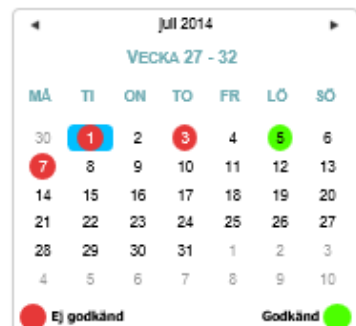 juli 2014
VECKA 27 - 32
MÅ TI ON TO FR LÖ SÖ
30 1 2 3 4 5 6
7 8 9 10 11 12 13
14 15 16 17 18 19 20
21 22 23 24 25 26 27
28 29 30 31 1 2 3
4 5 6 7 8 9 10
Ej godkänd Godkänd